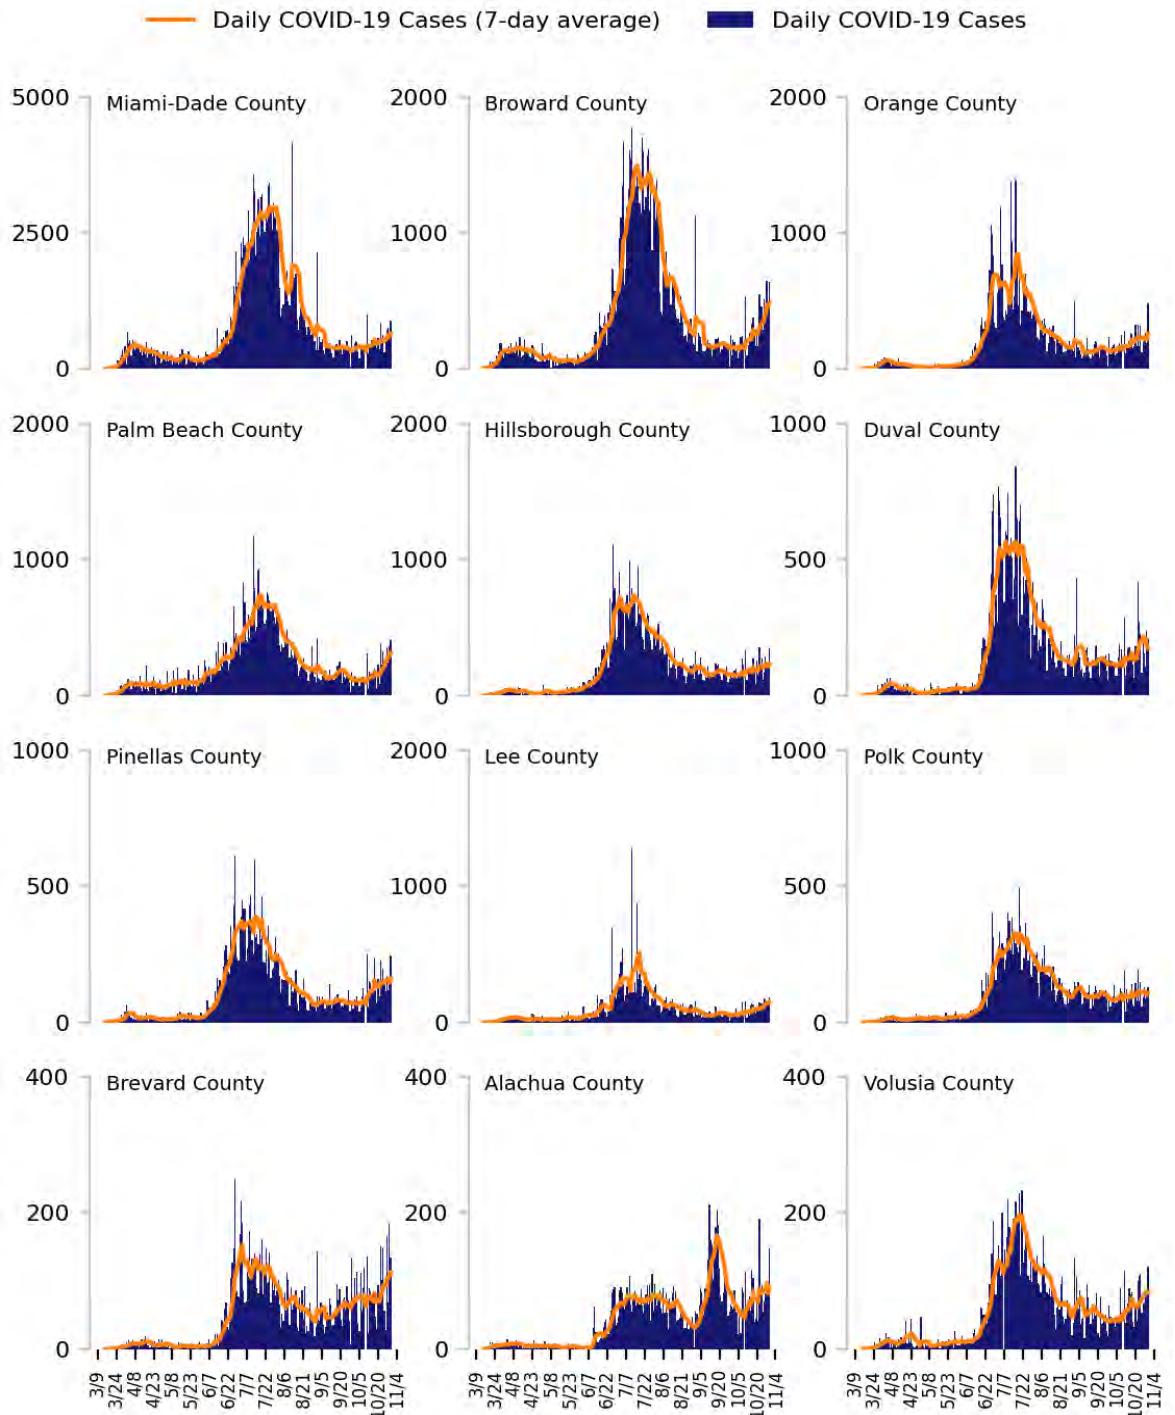 Daily COVID-19 Cases (7-day average) Daily COVID-19 Cases
5000 Miami-Dade County 2000 Broward County 2000 Orange County
2500 1000 1000
0 0 0
2000 Palm Beach County 2000 Hillsborough County 1000 Duval County
1000 1000 500
0 0 0
1000 Pinellas County 2000 Lee County 1000 Polk County
500 1000 500
0 0 0
400 Brevard County 400 Alachua County 400 Volusia County
200 200 200
0 0 0
3/9 3/24 4/8 4/23 5/8 5/23 6/7 6/22 7/7 7/22 8/6 8/21 9/5 9/20 10/5 10/20 11/4 3/9 3/24 4/8 4/23 5/8 5/23 6/7 6/22 7/7 7/22 8/6 8/21 9/5 9/20 10/5 10/20 11/4 3/9 3/24 4/8 4/23 5/8 5/23 6/7 6/22 7/7 7/22 8/6 8/21 9/5 9/20 10/5 10/20 11/4